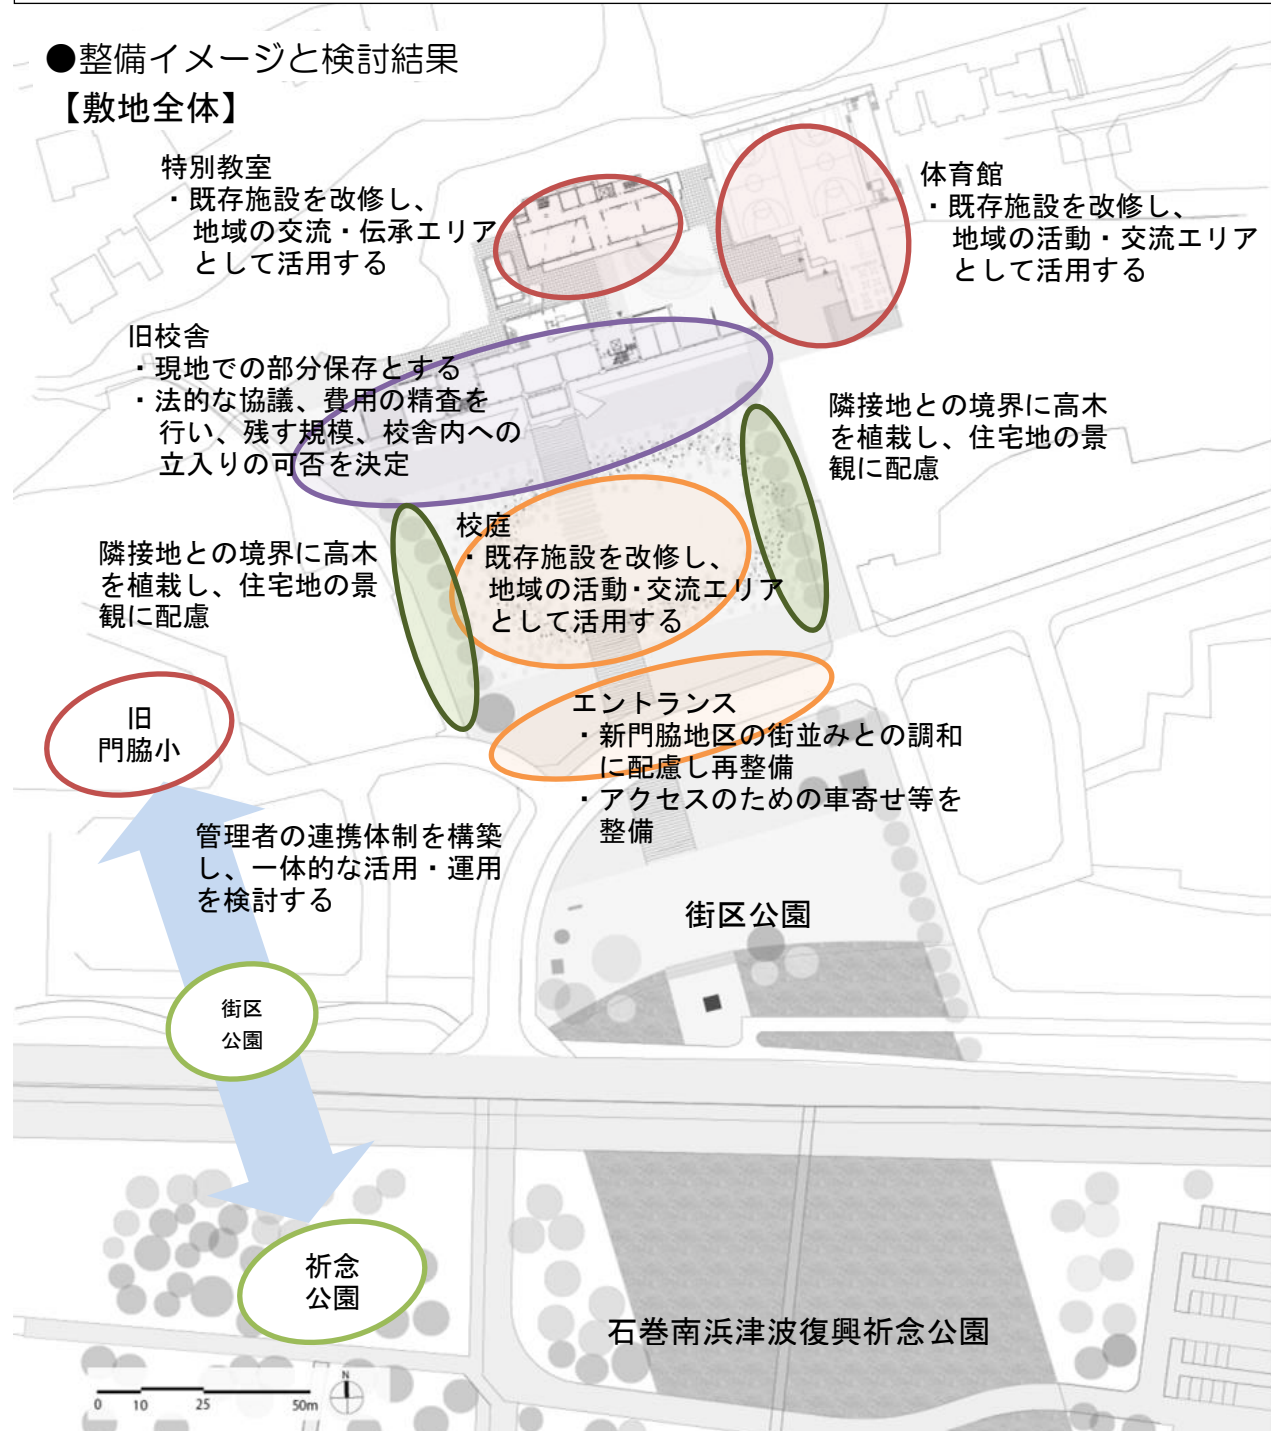 ●整備イメージと検討結果
【敷地全体】
特別教室
・既存施設を改修し、
地域の交流・伝承エリア
として活用する
体育館
・既存施設を改修し、
地域の活動・交流エリア
として活用する
旧校舎
・現地での部分保存とする
・法的な協議、費用の精査を
行い、残す規模、校舎内への
立入りの可否を決定
隣接地との境界に高木
を植栽し、住宅地の景
観に配慮
校庭
・既存施設を改修し、
地域の活動・交流エリア
として活用する
隣接地との境界に高木
を植栽し、住宅地の景
観に配慮
エントランス
・新門脇地区の街並みとの調和
に配慮し再整備
・アクセスのための車寄せ等を
整備
旧
門脇小
管理者の連携体制を構築
し、一体的な活用・運用
を検討する
街区公園
街区
公園
祈念
公園
石巻南浜津波復興祈念公園
N
0 10 25 50m